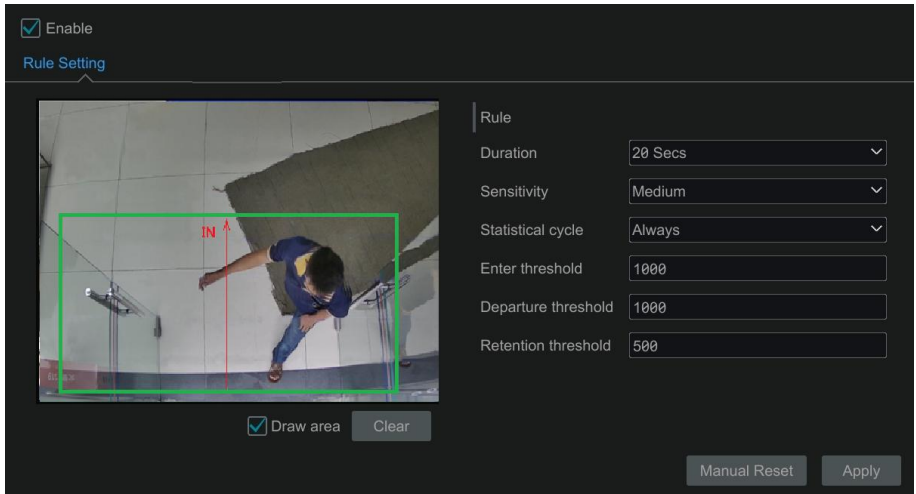 Enable
Rule Setting
IN
Rule
Duration 20 Secs
Sensitivity Medium
Statistical cycle Always
Enter threshold 1000
Departure threshold 1000
Retention threshold 500
Draw area Clear
Manual Reset Apply